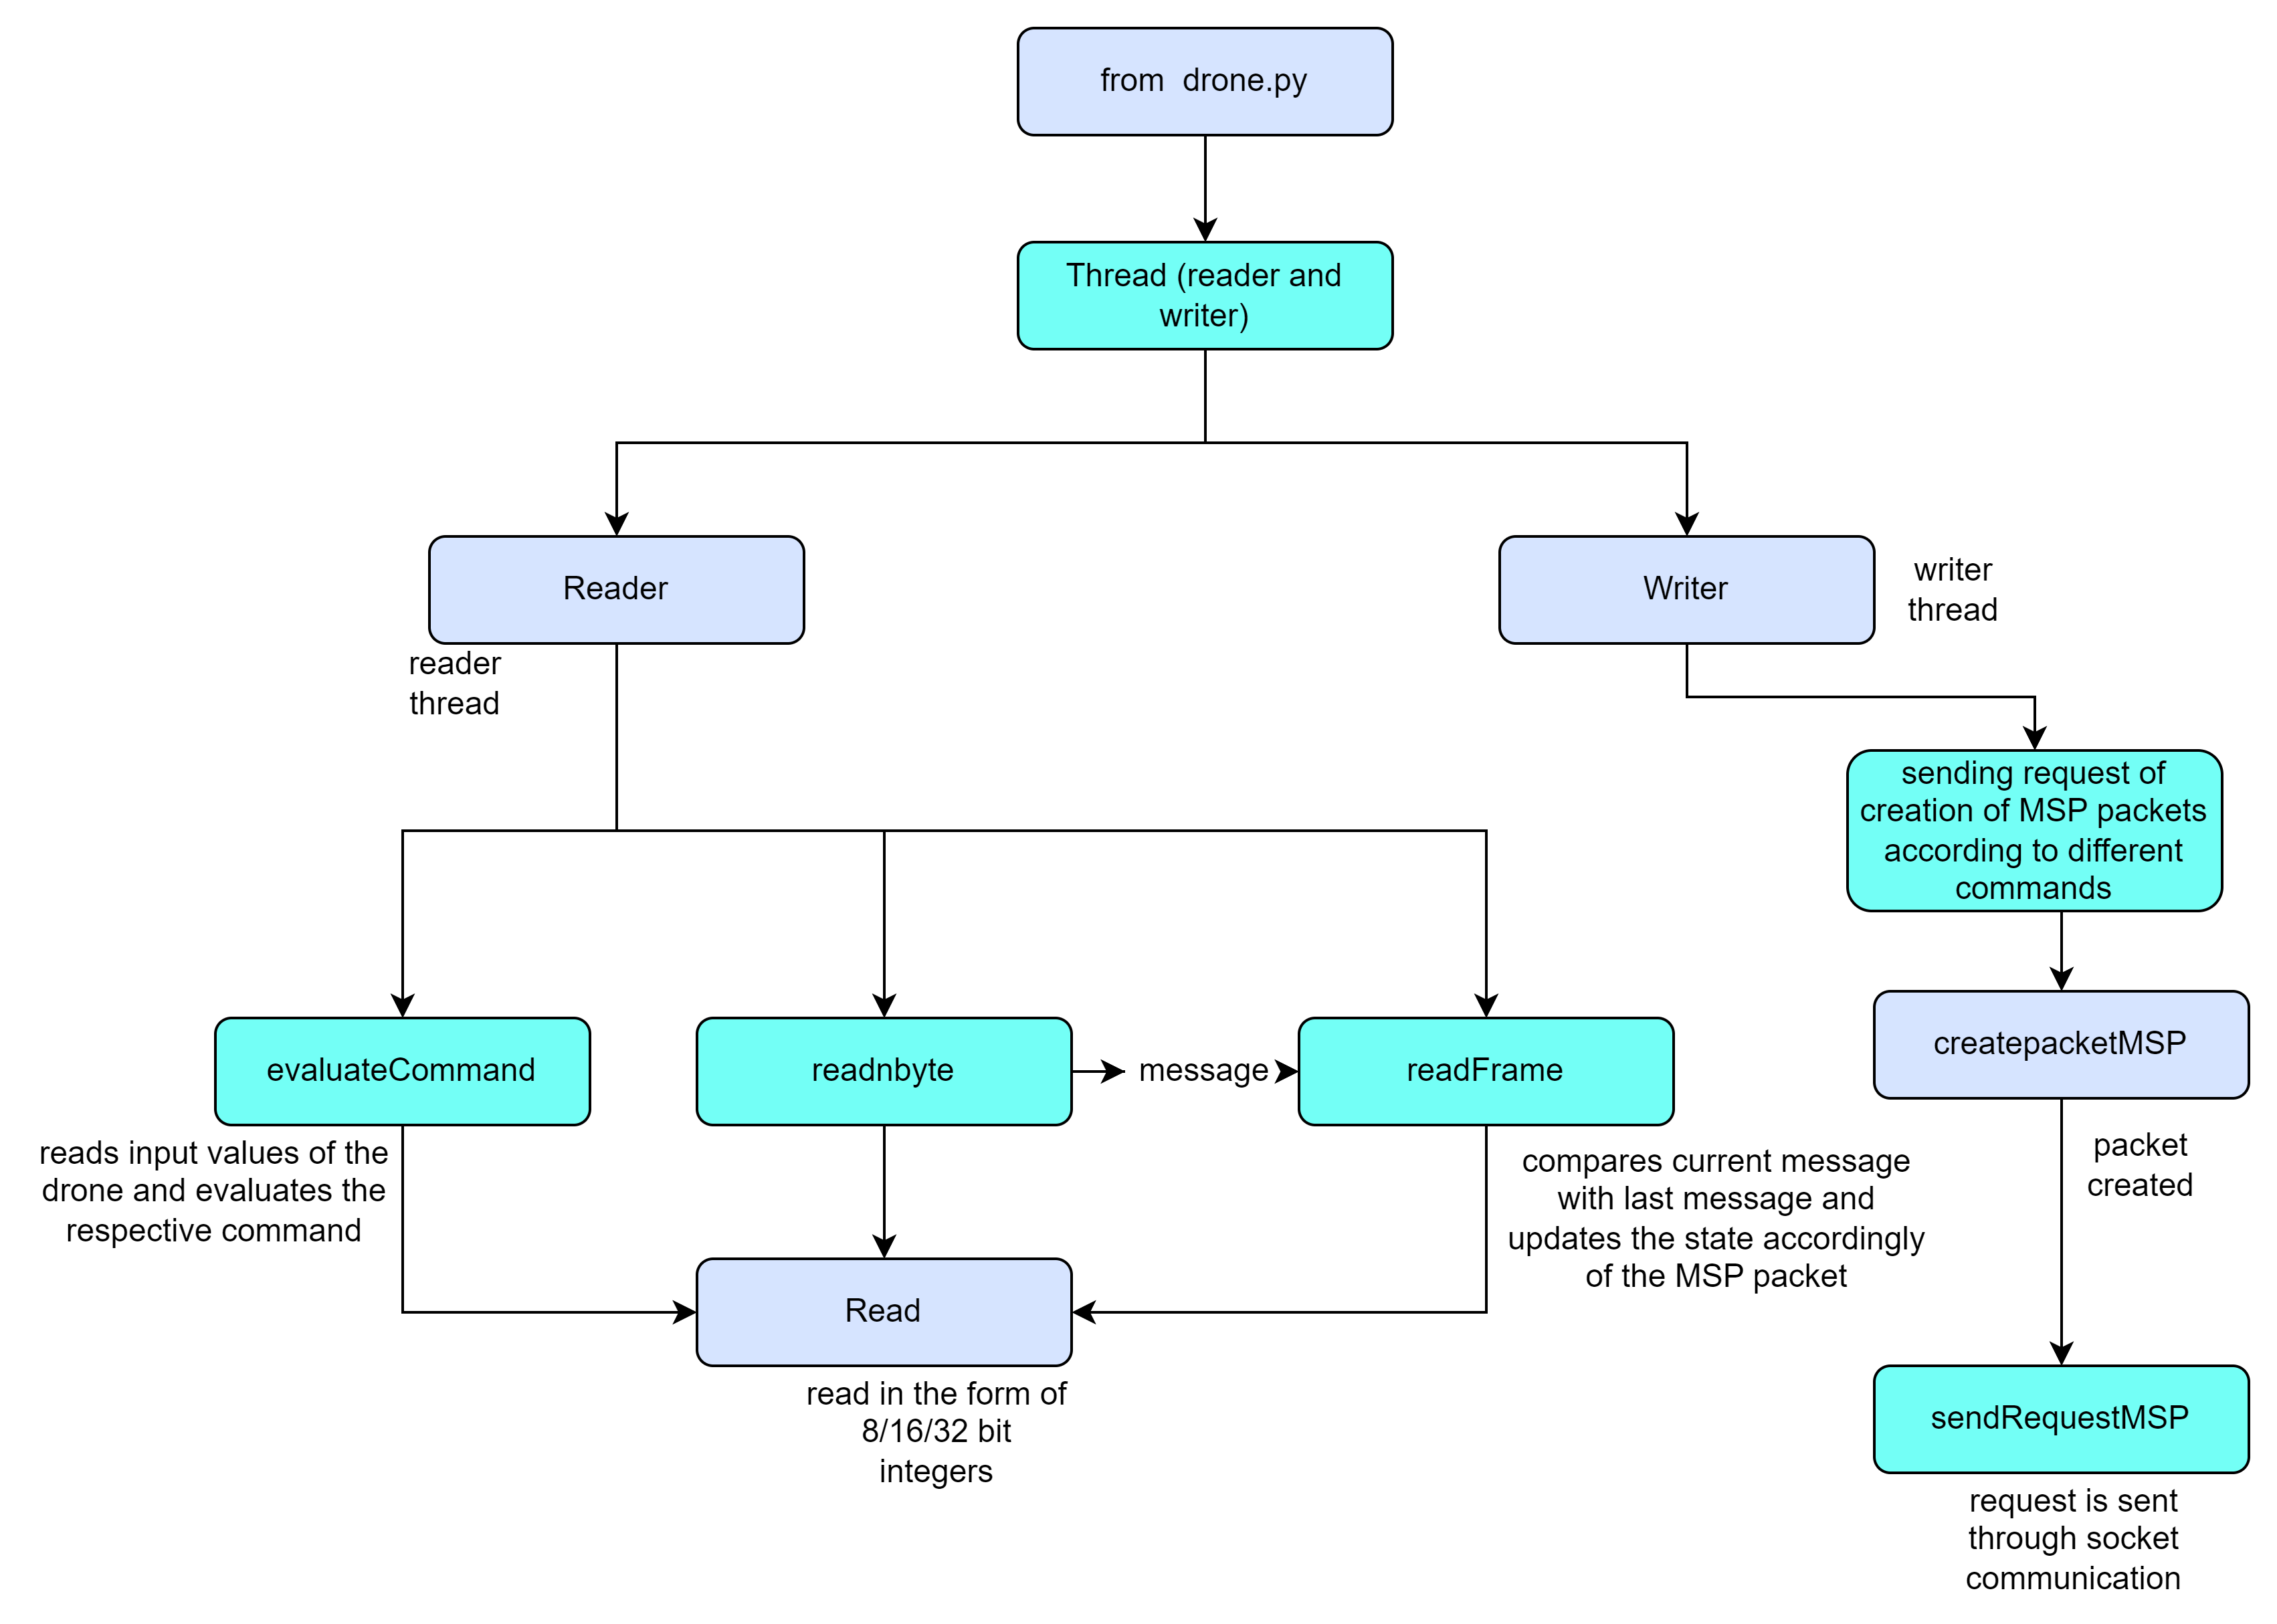 from  drone.py
Thread (reader and
writer)
Reader
Writer
writer
thread
reader
thread
sending request of
creation of MSP packets
according to different
commands
evaluateCommand
readnbyte
message
readFrame
createpacketMSP
reads input values of the
drone and evaluates the
respective command
compares current message
with last message and
updates the state accordingly
of the MSP packet
packet
created
Read
read in the form of
8/16/32 bit
integers
sendRequestMSP
request is sent
through socket
communication